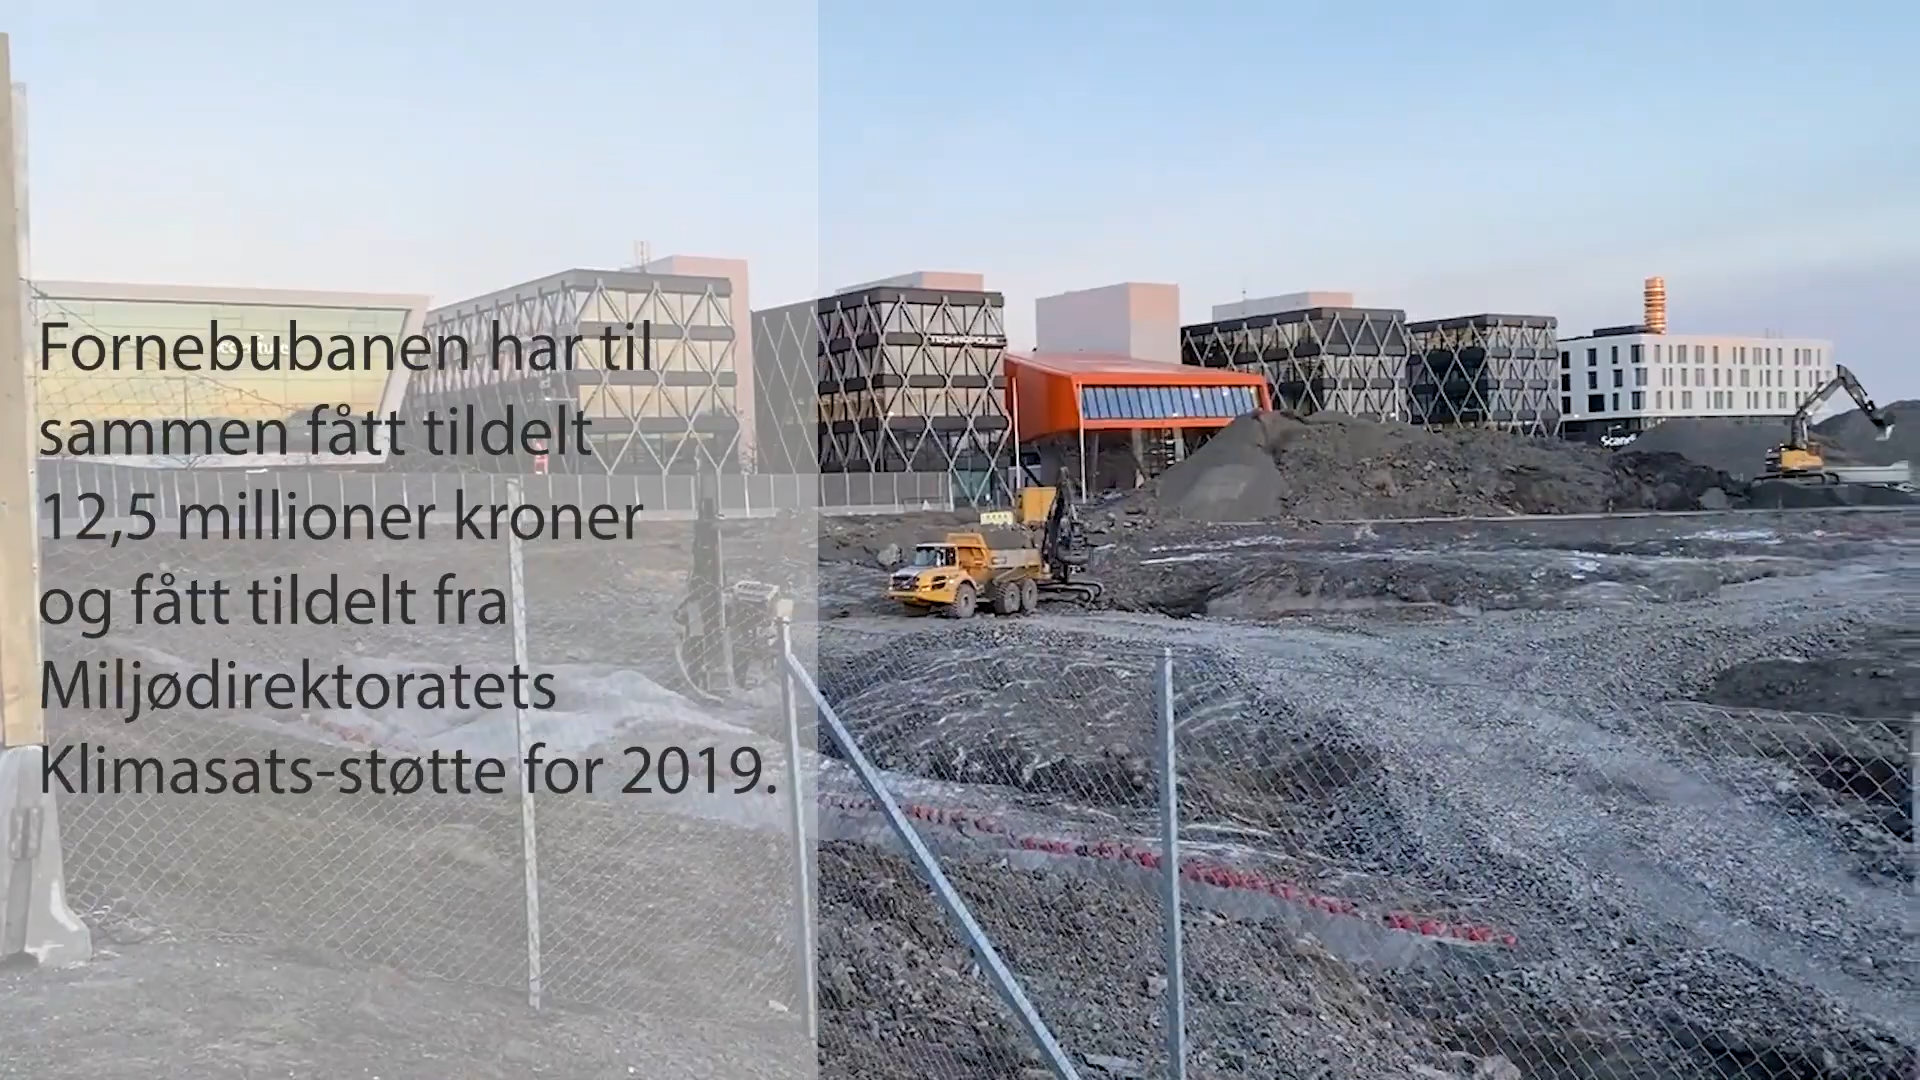 Fornebubanen har til
sammen fått tildelt
12,5 millioner kroner
og fått tildelt fra
Miljødirektoratets
Klimasats-støtte for 2019.
TECHNOPOLIS